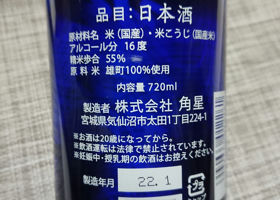 品目：日本酒
原材料名 米（国産）・米こうじ（国産米）
アルコール分 16度
精米歩合 55%
原料米 雄町100%使用
内容量 720ml
製造者 株式会社 角星
宮城県気仙沼市太田1丁目224-1
※お酒は20歳になってから。
※飲酒運転は法律で禁止されています。
※妊娠中・授乳期の飲酒はお控えください。
製造年月 22.1